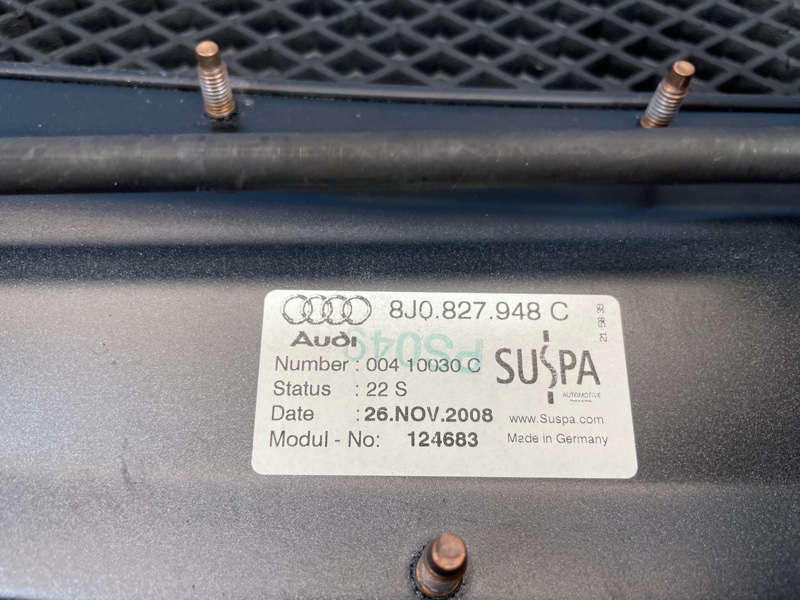 8J0.827.948 C
Audi
PS049
Number : 004 10030 C
Status : 22 S
Date : 26.NOV.2008
Modul - No: 124683
SUSPA
AUTOMOTIVE
www.Suspa.com
Made in Germany